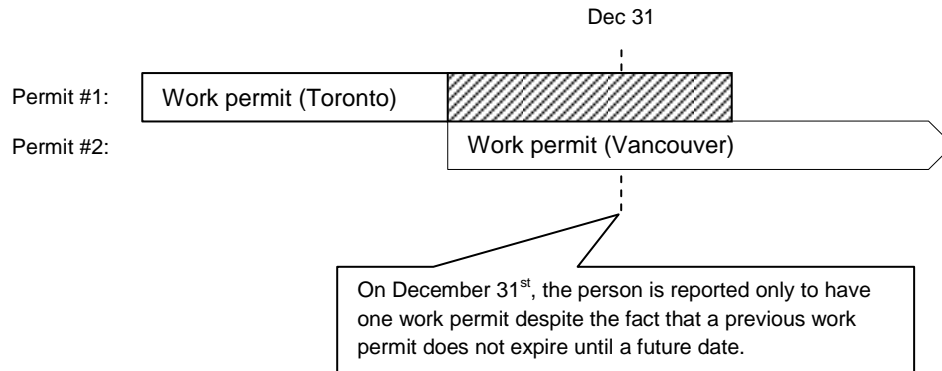 Dec 31
Permit #1:
Work permit (Toronto)
Permit #2:
Work permit (Vancouver)
On December 31st, the person is reported only to have
one work permit despite the fact that a previous work
permit does not expire until a future date.